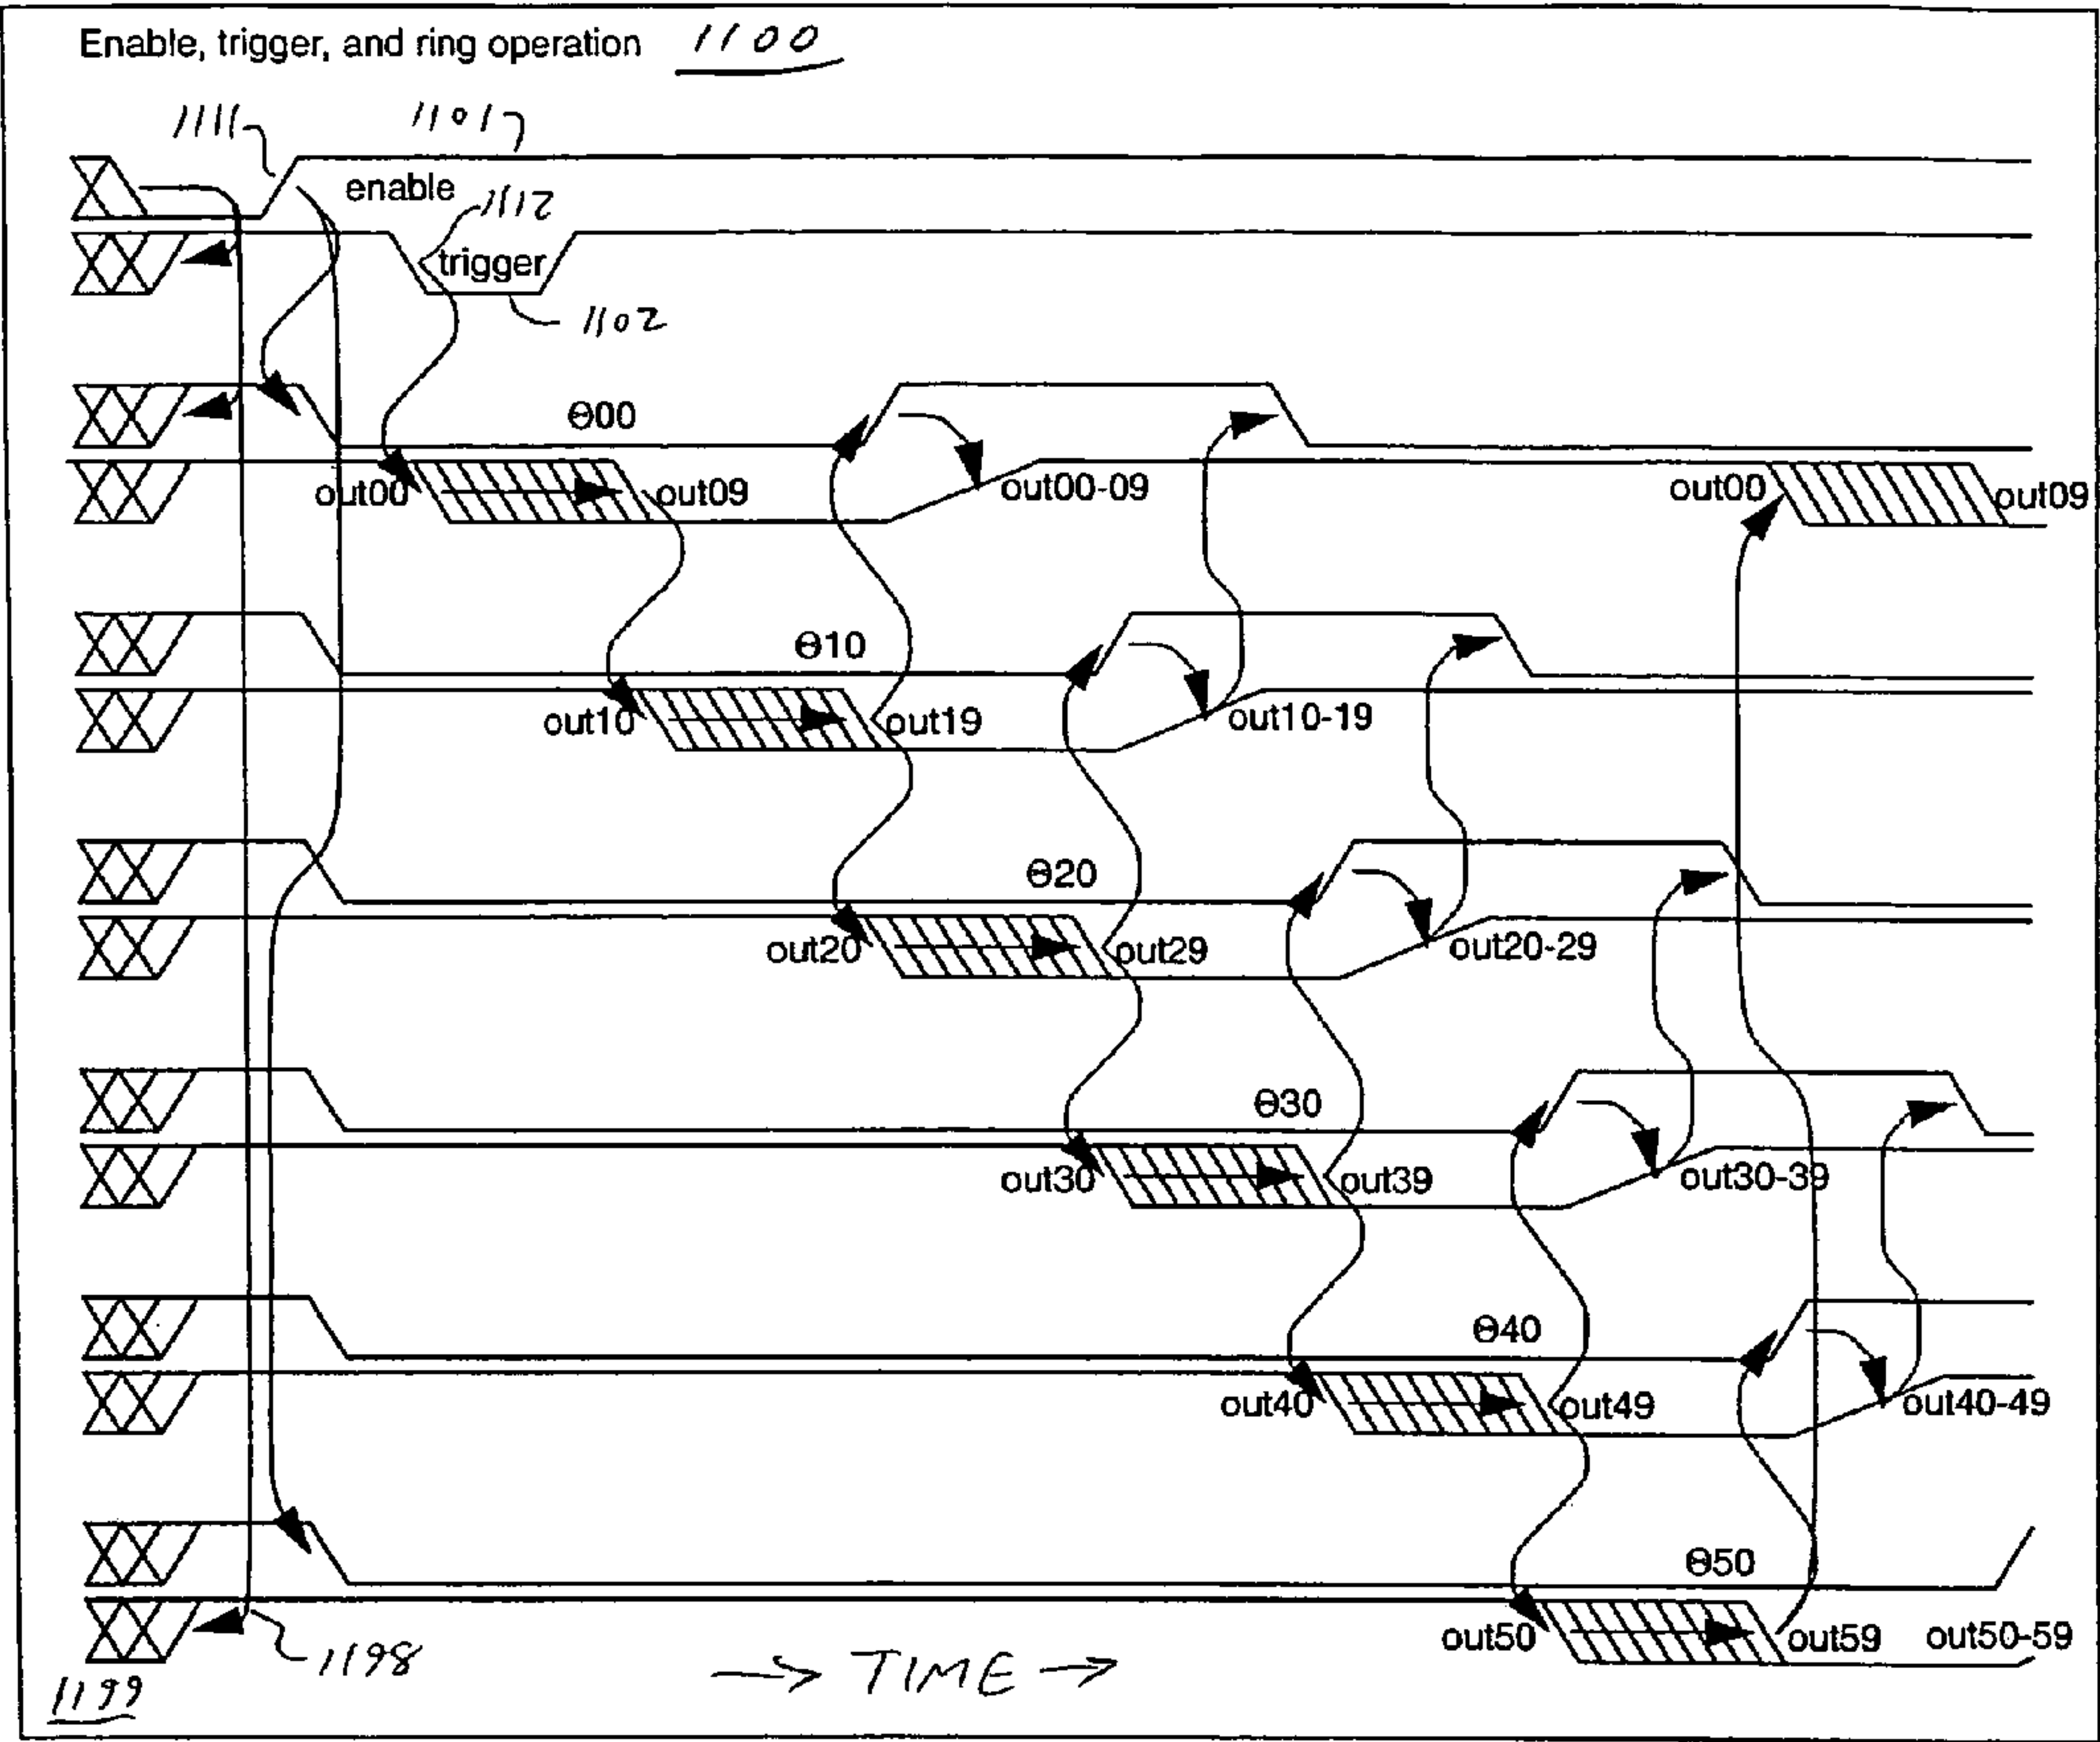 Enable, trigger, and ring operation 1100
1111 1101
enable
1112
trigger
1102
Θ00
out00 out09 out00-09 out00 out09
Θ10
out10 out19 out10-19
Θ20
out20 out29 out20-29
Θ30
out30 out39 out30-39
Θ40
out40 out49 out40-49
Θ50
out50 out59 out50-59
1198 → TIME →
1199